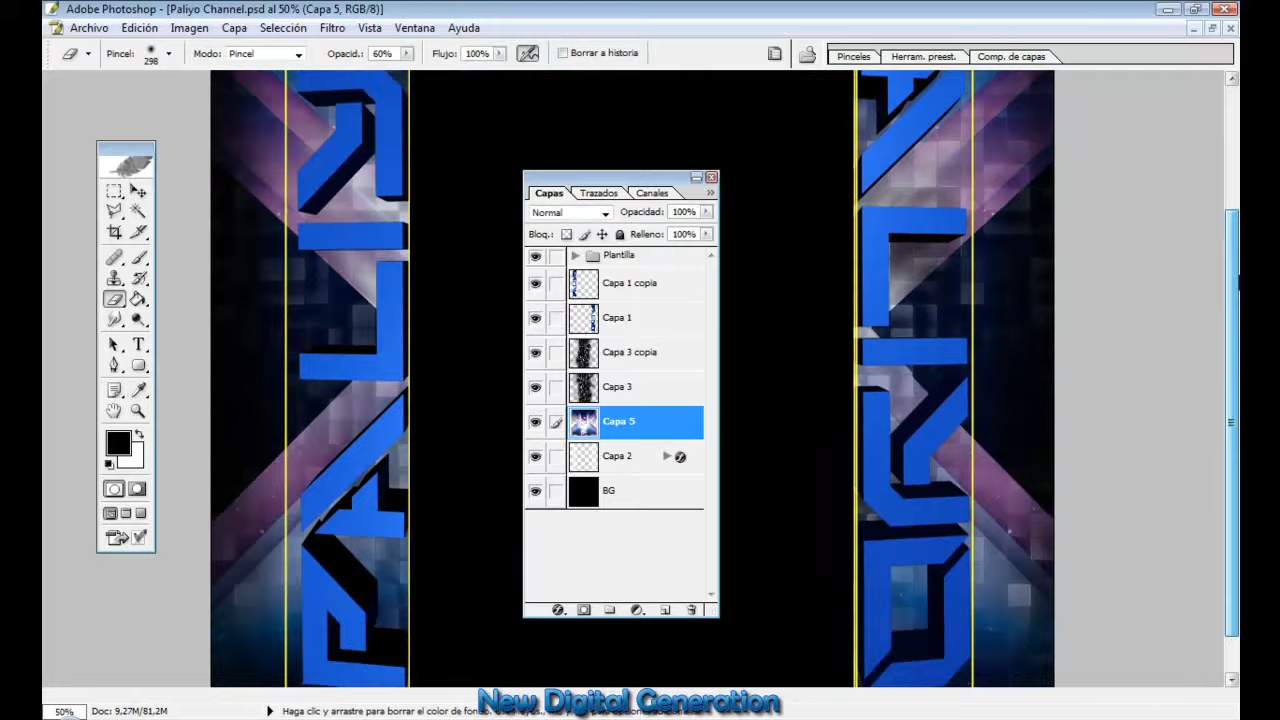 Adobe Photoshop - [Paliyo Channel.psd al 50% (Capa 5, RGB/8)]
Archivo Edición Imagen Capa Selección Filtro Vista Ventana Ayuda
Pincel: 298 Modo: Pincel Opacid.: 60% Flujo: 100% Borrar a historia Pinceles Herram. preest. Comp. de capas
Capas Trazados Canales
Normal Opacidad: 100%
Bloq.: Relleno: 100%
Plantilla
Capa 1 copia
Capa 1
Capa 3 copia
Capa 3
Capa 5
Capa 2
BG
PALIYO
PALIYO
New Digital Generation
50% Doc: 9,27M/81,2M Haga clic y arrastre para borrar el color de fondo.